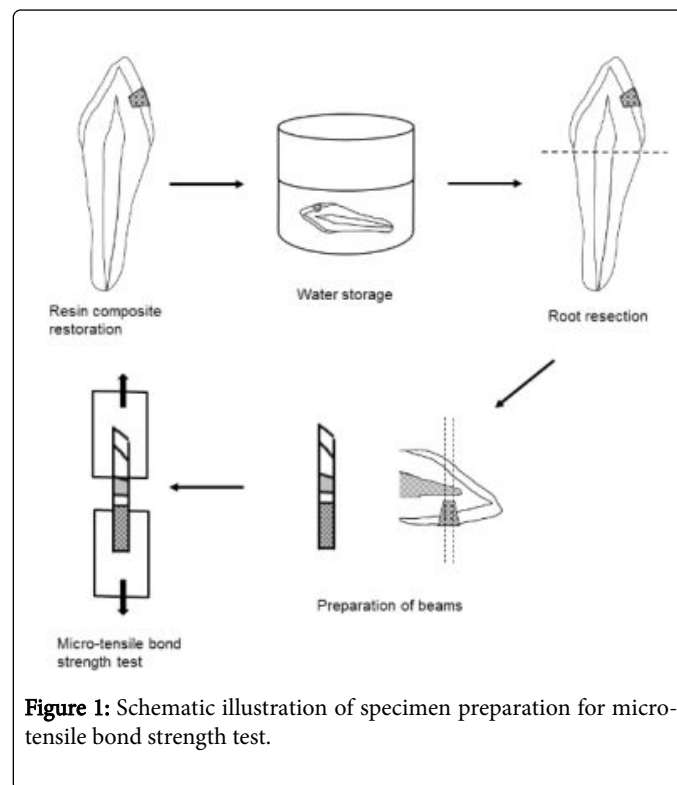 Resin composite
restoration
Water storage
Root resection
Micro-tensile bond
strength test
Preparation of beams
Figure 1: Schematic illustration of specimen preparation for micro-
tensile bond strength test.